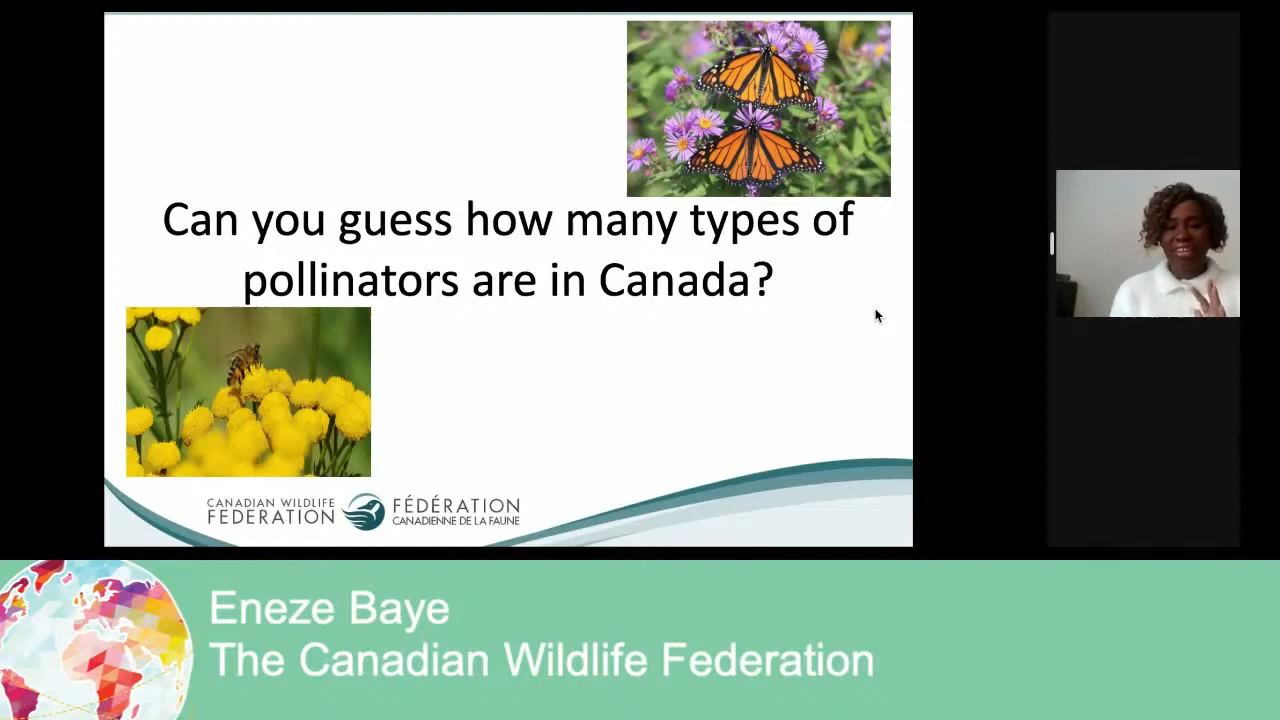 Can you guess how many types of
pollinators are in Canada?
CANADIAN WILDLIFE
FEDERATION
FÉDÉRATION
CANADIENNE DE LA FAUNE
Eneze Baye
The Canadian Wildlife Federation